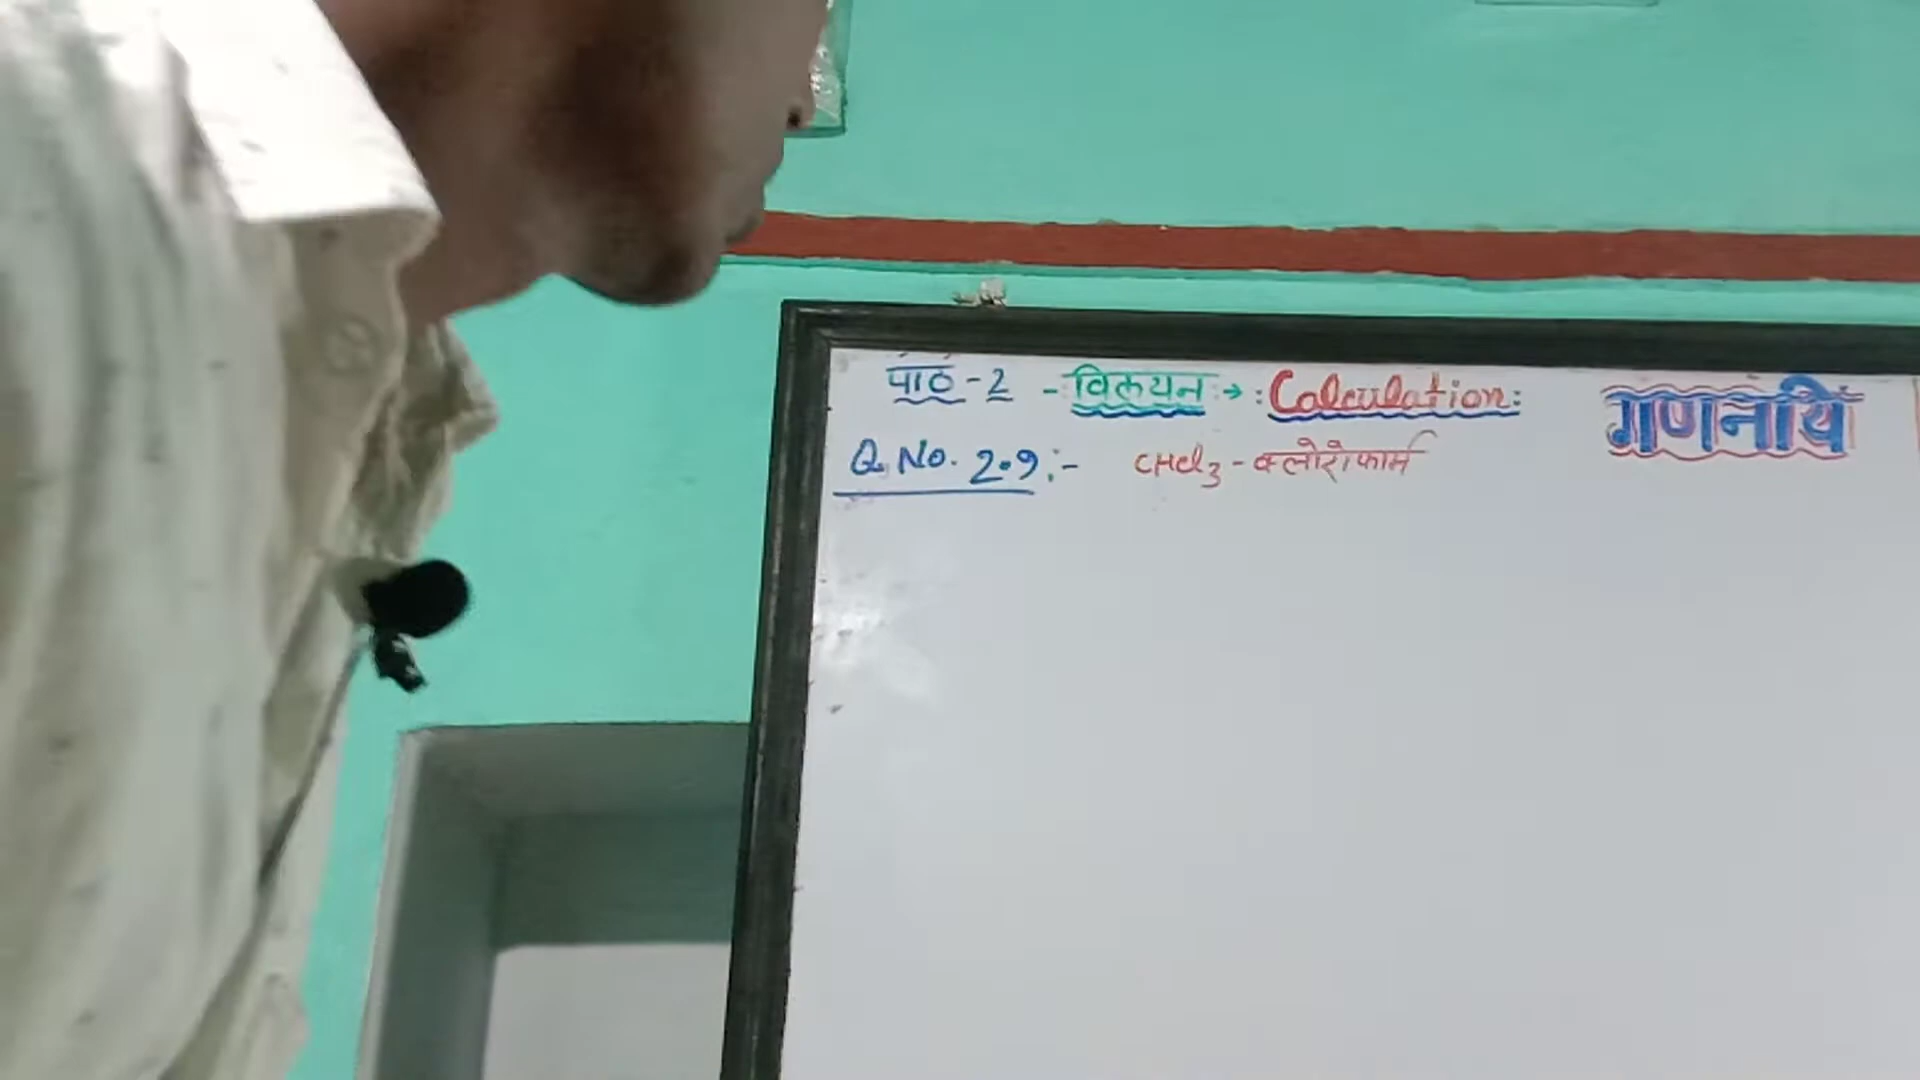 पाठ-2 - विलयन → : Calculation: गणनायें
Q No. 2.9:- CHCl3 - क्लोरोफार्म